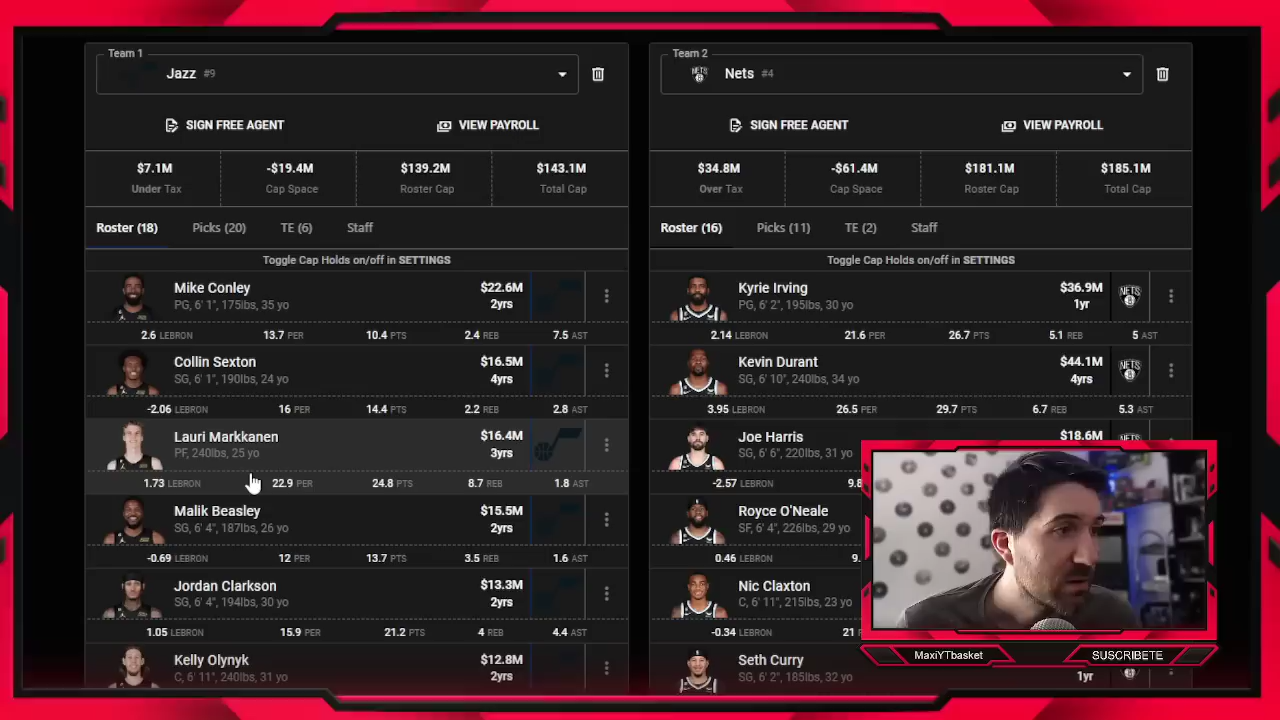 Team 1
Jazz #9
SIGN FREE AGENT
VIEW PAYROLL
$7.1M
-$19.4M
$139.2M
$143.1M
Under Tax
Cap Space
Roster Cap
Total Cap
Roster (18)
Picks (20)
TE (6)
Staff
Toggle Cap Holds on/off in SETTINGS
Mike Conley
$22.6M
PG, 6' 1", 175lbs, 35 yo
2yrs
2.6 LEBRON
13.7 PER
10.4 PTS
2.4 REB
7.5 AST
Collin Sexton
$16.5M
SG, 6' 1", 190lbs, 24 yo
4yrs
-2.06 LEBRON
16 PER
14.4 PTS
2.2 REB
2.8 AST
Lauri Markkanen
$16.4M
PF, 240lbs, 25 yo
3yrs
1.73 LEBRON
22.9 PER
24.8 PTS
8.7 REB
1.8 AST
Malik Beasley
$15.5M
SG, 6' 4", 187lbs, 26 yo
2yrs
-0.69 LEBRON
12 PER
13.7 PTS
3.5 REB
1.6 AST
Jordan Clarkson
$13.3M
SG, 6' 4", 194lbs, 30 yo
2yrs
1.05 LEBRON
15.9 PER
21.2 PTS
4 REB
4.4 AST
Kelly Olynyk
$12.8M
C, 6' 11", 240lbs, 31 yo
2yrs
Team 2
NETS
Nets #4
SIGN FREE AGENT
VIEW PAYROLL
$34.8M
-$61.4M
$181.1M
$185.1M
Over Tax
Cap Space
Roster Cap
Total Cap
Roster (16)
Picks (11)
TE (2)
Staff
Toggle Cap Holds on/off in SETTINGS
Kyrie Irving
$36.9M
NETS
PG, 6' 2", 195lbs, 30 yo
1yr
2.14 LEBRON
21.6 PER
26.7 PTS
5.1 REB
5 AST
Kevin Durant
$44.1M
NETS
SG, 6' 10", 240lbs, 34 yo
4yrs
3.95 LEBRON
26.5 PER
29.7 PTS
6.7 REB
5.3 AST
Joe Harris
$18.6M
NETS
SG, 6' 6", 220lbs, 31 yo
-2.57 LEBRON
9.8
Royce O'Neale
SF, 6' 4", 226lbs, 29 yo
0.46 LEBRON
9.
Nic Claxton
C, 6' 11", 215lbs, 23 yo
-0.34 LEBRON
21
Seth Curry
SG, 6' 2", 185lbs, 32 yo
1yr
MaxiYTbasket
SUSCRIBETE